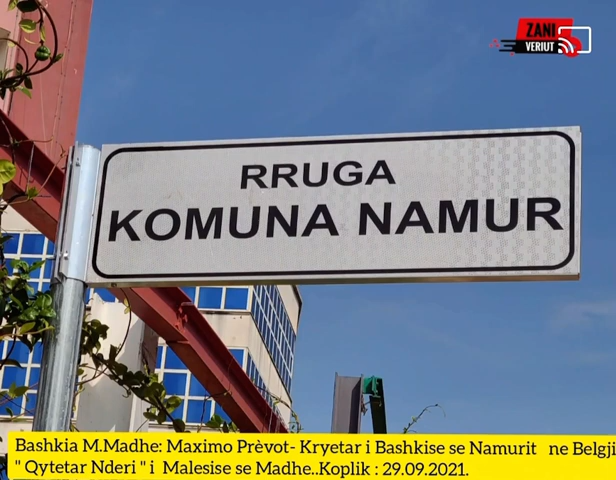 ZANI
VERIUT
5
RRUGA
KOMUNA NAMUR
Bashkia M.Madhe: Maximo Prèvot- Kryetar i Bashkise se Namurit ne Belgji
" Qytetar Nderi " i Malesise se Madhe..Koplik : 29.09.2021.